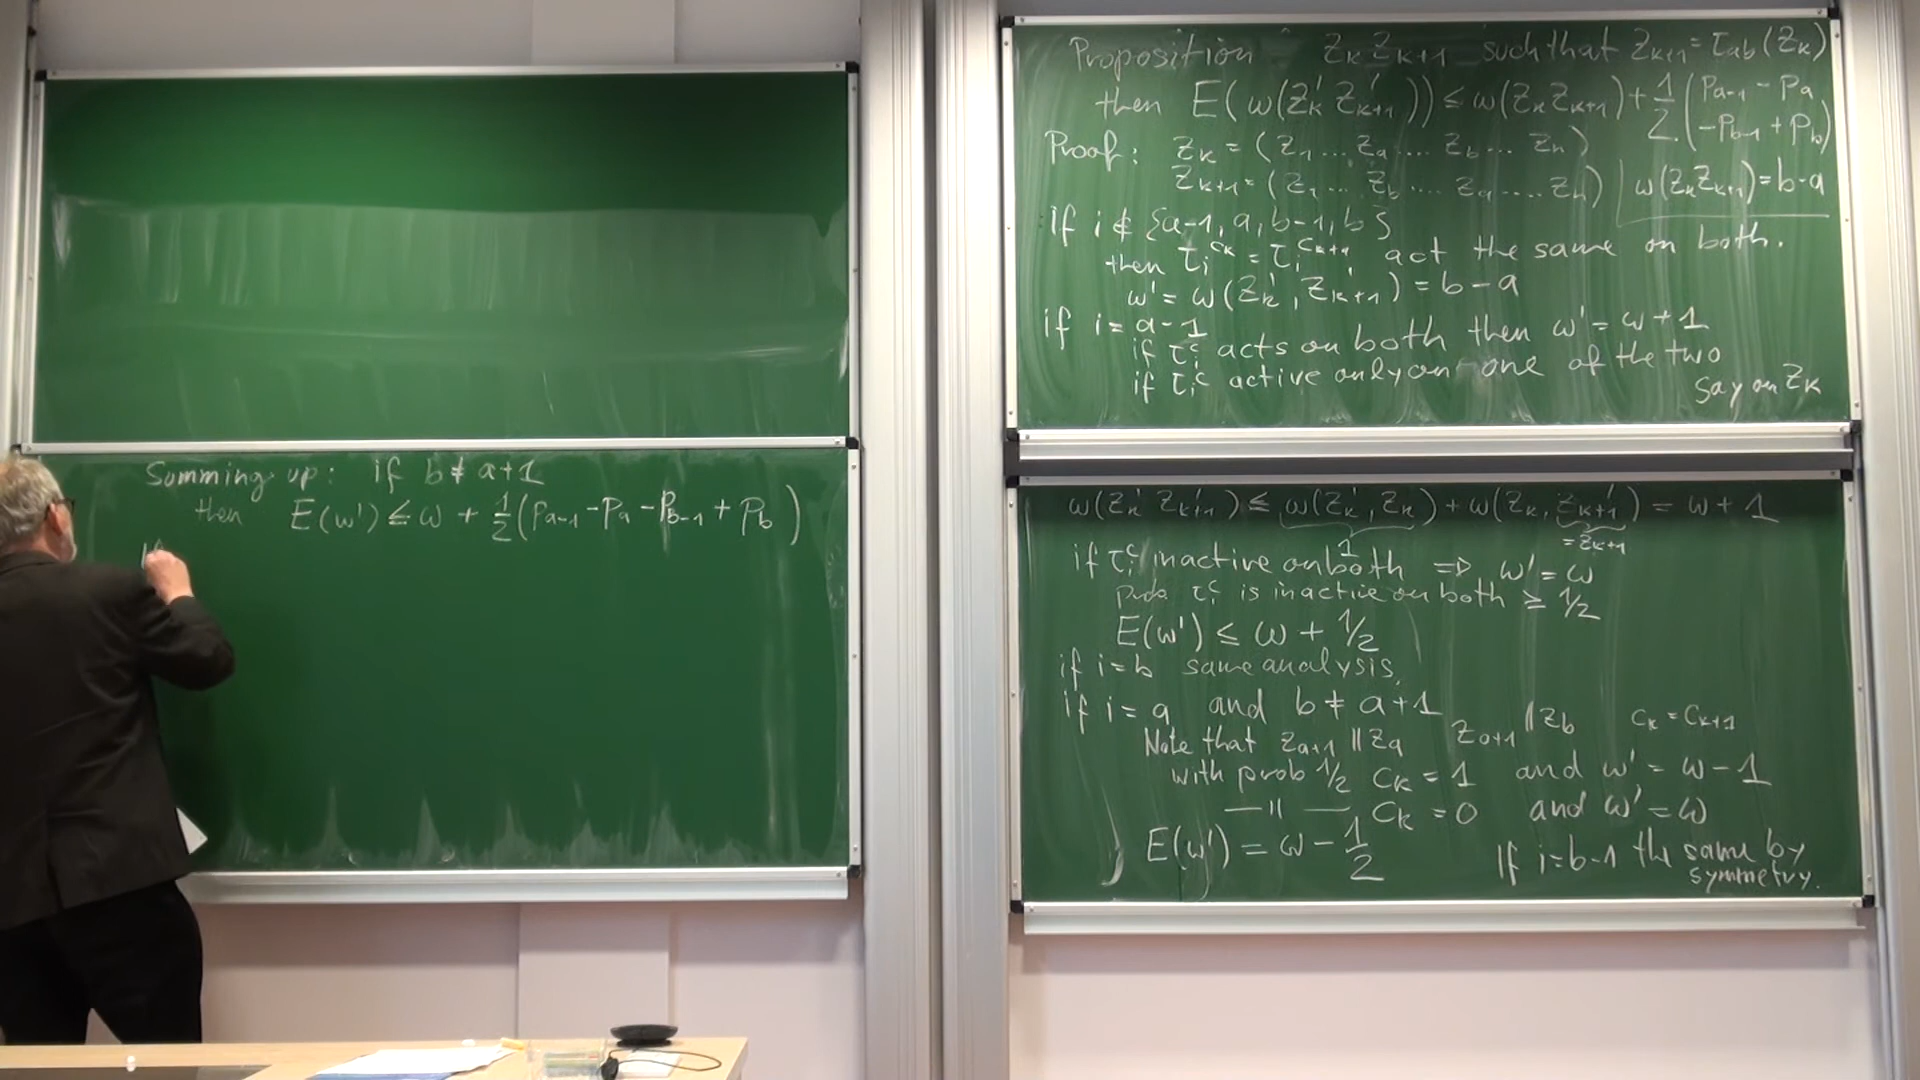 Proposition Z_k Z_{k+1} such that Z_{k+1} = τ_{ab}(Z_k)
then E(ω(Z'_k Z'_{k+1})) ≤ ω(Z_k Z_{k+1}) + 1/2 · (P_{a-1} - P_a - P_{b-1} + P_b)
Proof: Z_k = (z_1 ... z_a .... z_b ... z_n)
Z_{k+1} = (z_1 ... z_b .... z_a .... z_n) | ω(Z_k Z_{k+1}) = b-a
if i ∉ {a-1, a, b-1, b}
then τ_i^{c_k} = τ_i^{c_{k+1}} act the same on both.
ω' = ω(Z'_k, Z'_{k+1}) = b - a
if i = a-1
if τ_i^c acts on both then ω' = ω + 1
if τ_i^c active only on one of the two
say on Z_k
ω(Z'_k Z'_{k+1}) ≤ ω(Z'_k, Z_k) + ω(Z_k, Z'_{k+1}) = ω + 1
1
= Z_{k+1}
if τ_i^c inactive on both ⇒ ω' = ω
prob τ_i^c is inactive on both ≥ 1/2
E(ω') ≤ ω + 1/2
if i = b same analysis.
if i = a and b ≠ a+1
Note that z_{a+1} || z_a z_{a+1} || z_b c_k = c_{k+1}
with prob 1/2 c_k = 1 and ω' = ω - 1
— || — c_k = 0 and ω' = ω
E(ω') = ω - 1/2
If i = b-1 the same by
symmetry.
Summing up: if b ≠ a+1
then E(ω') ≤ ω + 1/2 (P_{a-1} - P_a - P_{B-1} + P_b)